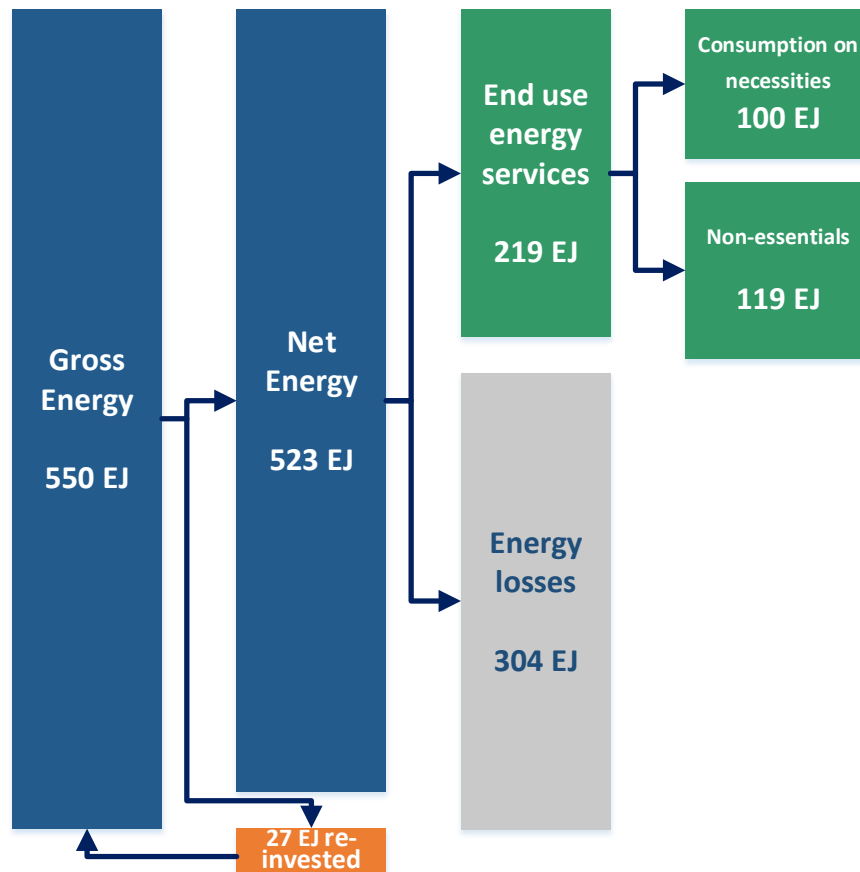 Gross
Energy
550 EJ
Net
Energy
523 EJ
27 EJ re-
invested
End use
energy
services
219 EJ
Energy
losses
304 EJ
Consumption on
necessities
100 EJ
Non-essentials
119 EJ